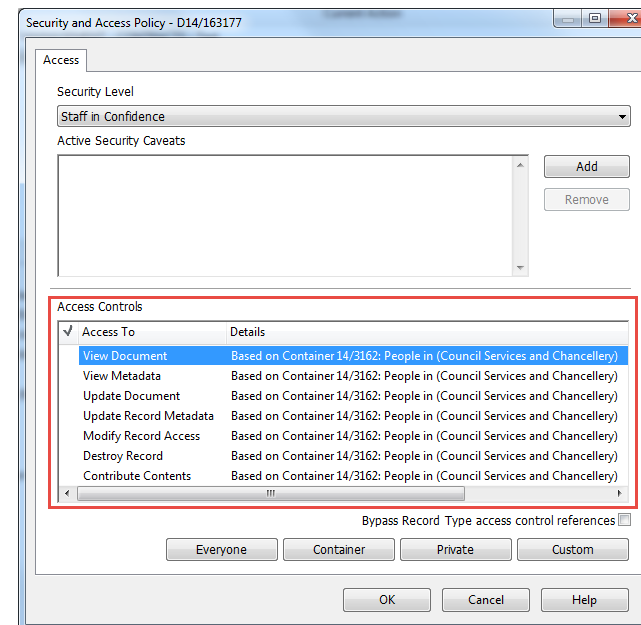 Security and Access Policy - D14/163177
Access
Security Level
Staff in Confidence
Active Security Caveats
Add
Remove
Access Controls
Access To Details
View Document Based on Container 14/3162: People in (Council Services and Chancellery)
View Metadata Based on Container 14/3162: People in (Council Services and Chancellery)
Update Document Based on Container 14/3162: People in (Council Services and Chancellery)
Update Record Metadata Based on Container 14/3162: People in (Council Services and Chancellery)
Modify Record Access Based on Container 14/3162: People in (Council Services and Chancellery)
Destroy Record Based on Container 14/3162: People in (Council Services and Chancellery)
Contribute Contents Based on Container 14/3162: People in (Council Services and Chancellery)
Bypass Record Type access control references
Everyone Container Private Custom
OK Cancel Help